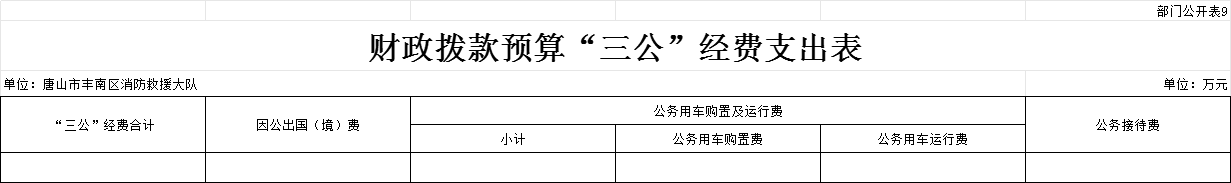 部门公开表9
财政拨款预算“三公”经费支出表
单位：唐山市丰南区消防救援大队 单位：万元
“三公”经费合计 因公出国（境）费 公务用车购置及运行费 公务接待费
小计 公务用车购置费 公务用车运行费